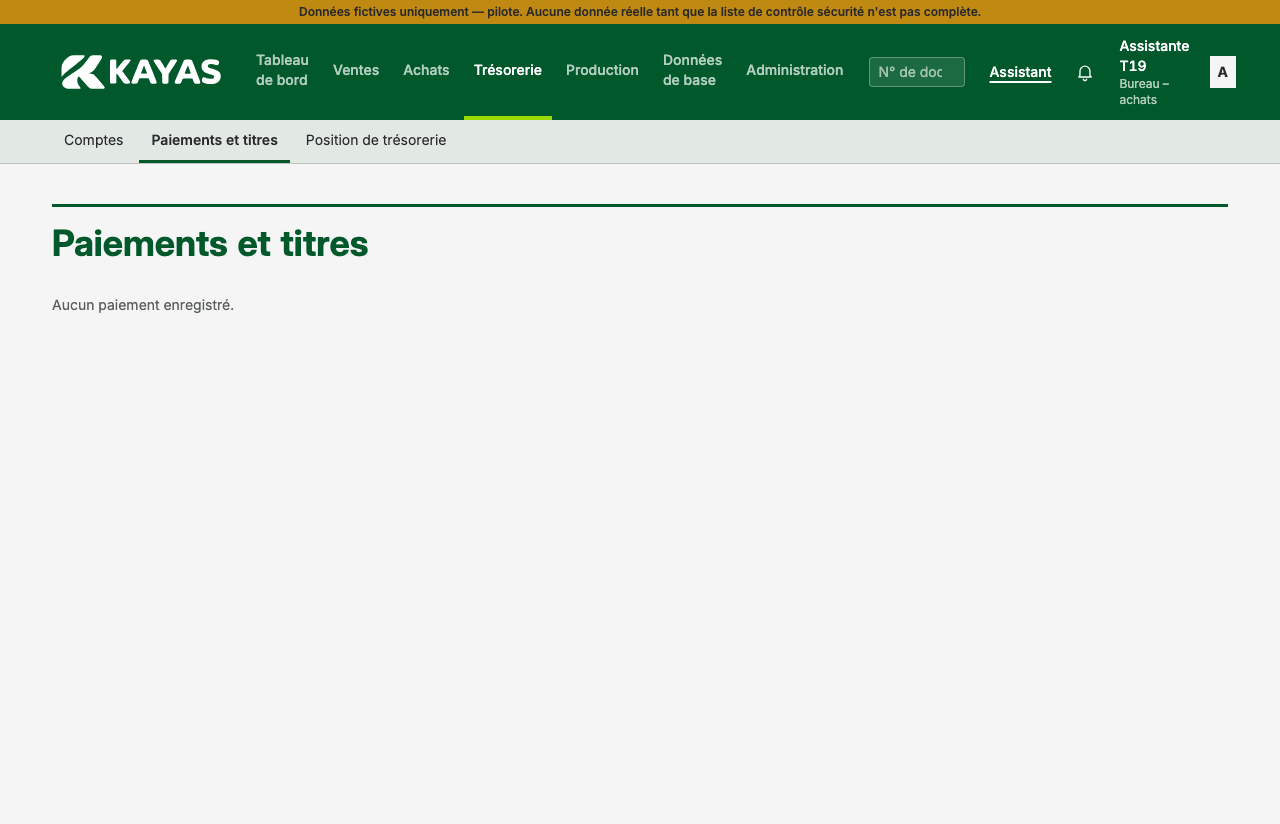 Données fictives uniquement — pilote. Aucune donnée réelle tant que la liste de contrôle sécurité n'est pas complète.
KAYAS
Tableau de bord
Ventes
Achats
Trésorerie
Production
Données de base
Administration
N° de doc
Assistant
Assistante T19
Bureau – achats
A
Comptes
Paiements et titres
Position de trésorerie
Paiements et titres
Aucun paiement enregistré.